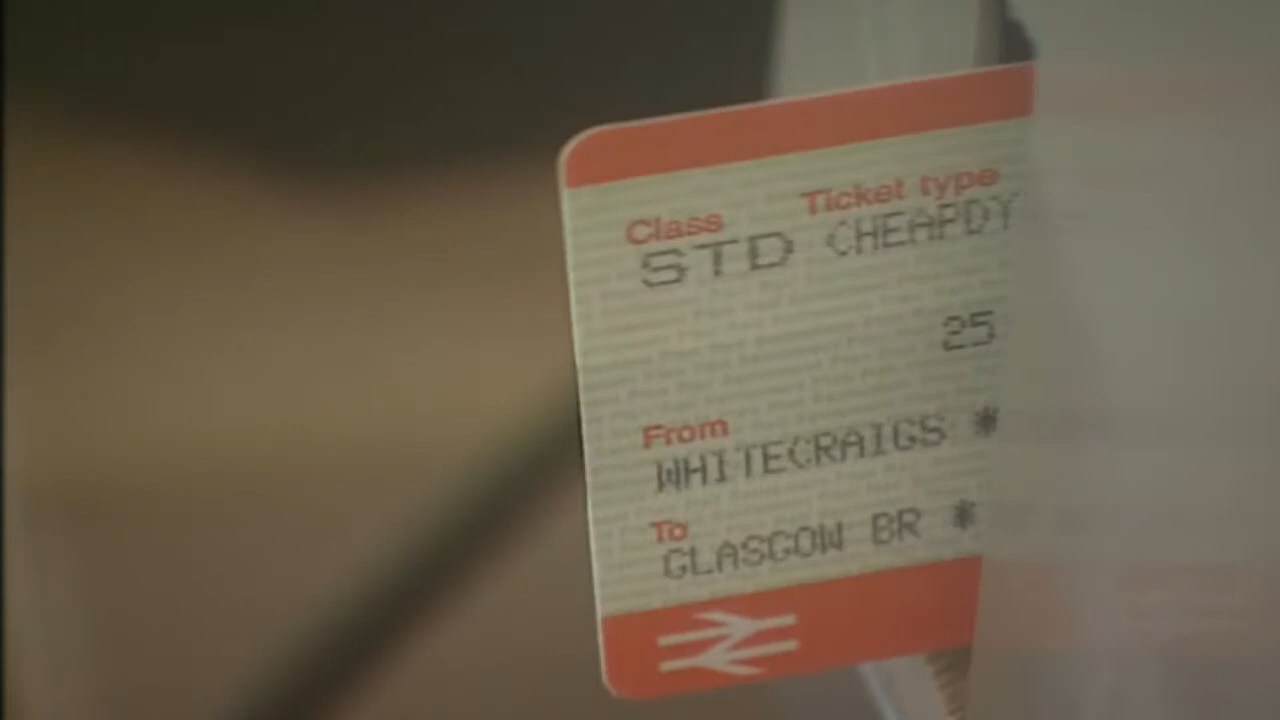 Class Ticket type
STD CHEAPDY
25
From
WHITECRAIGS *
To
GLASGOW BR *